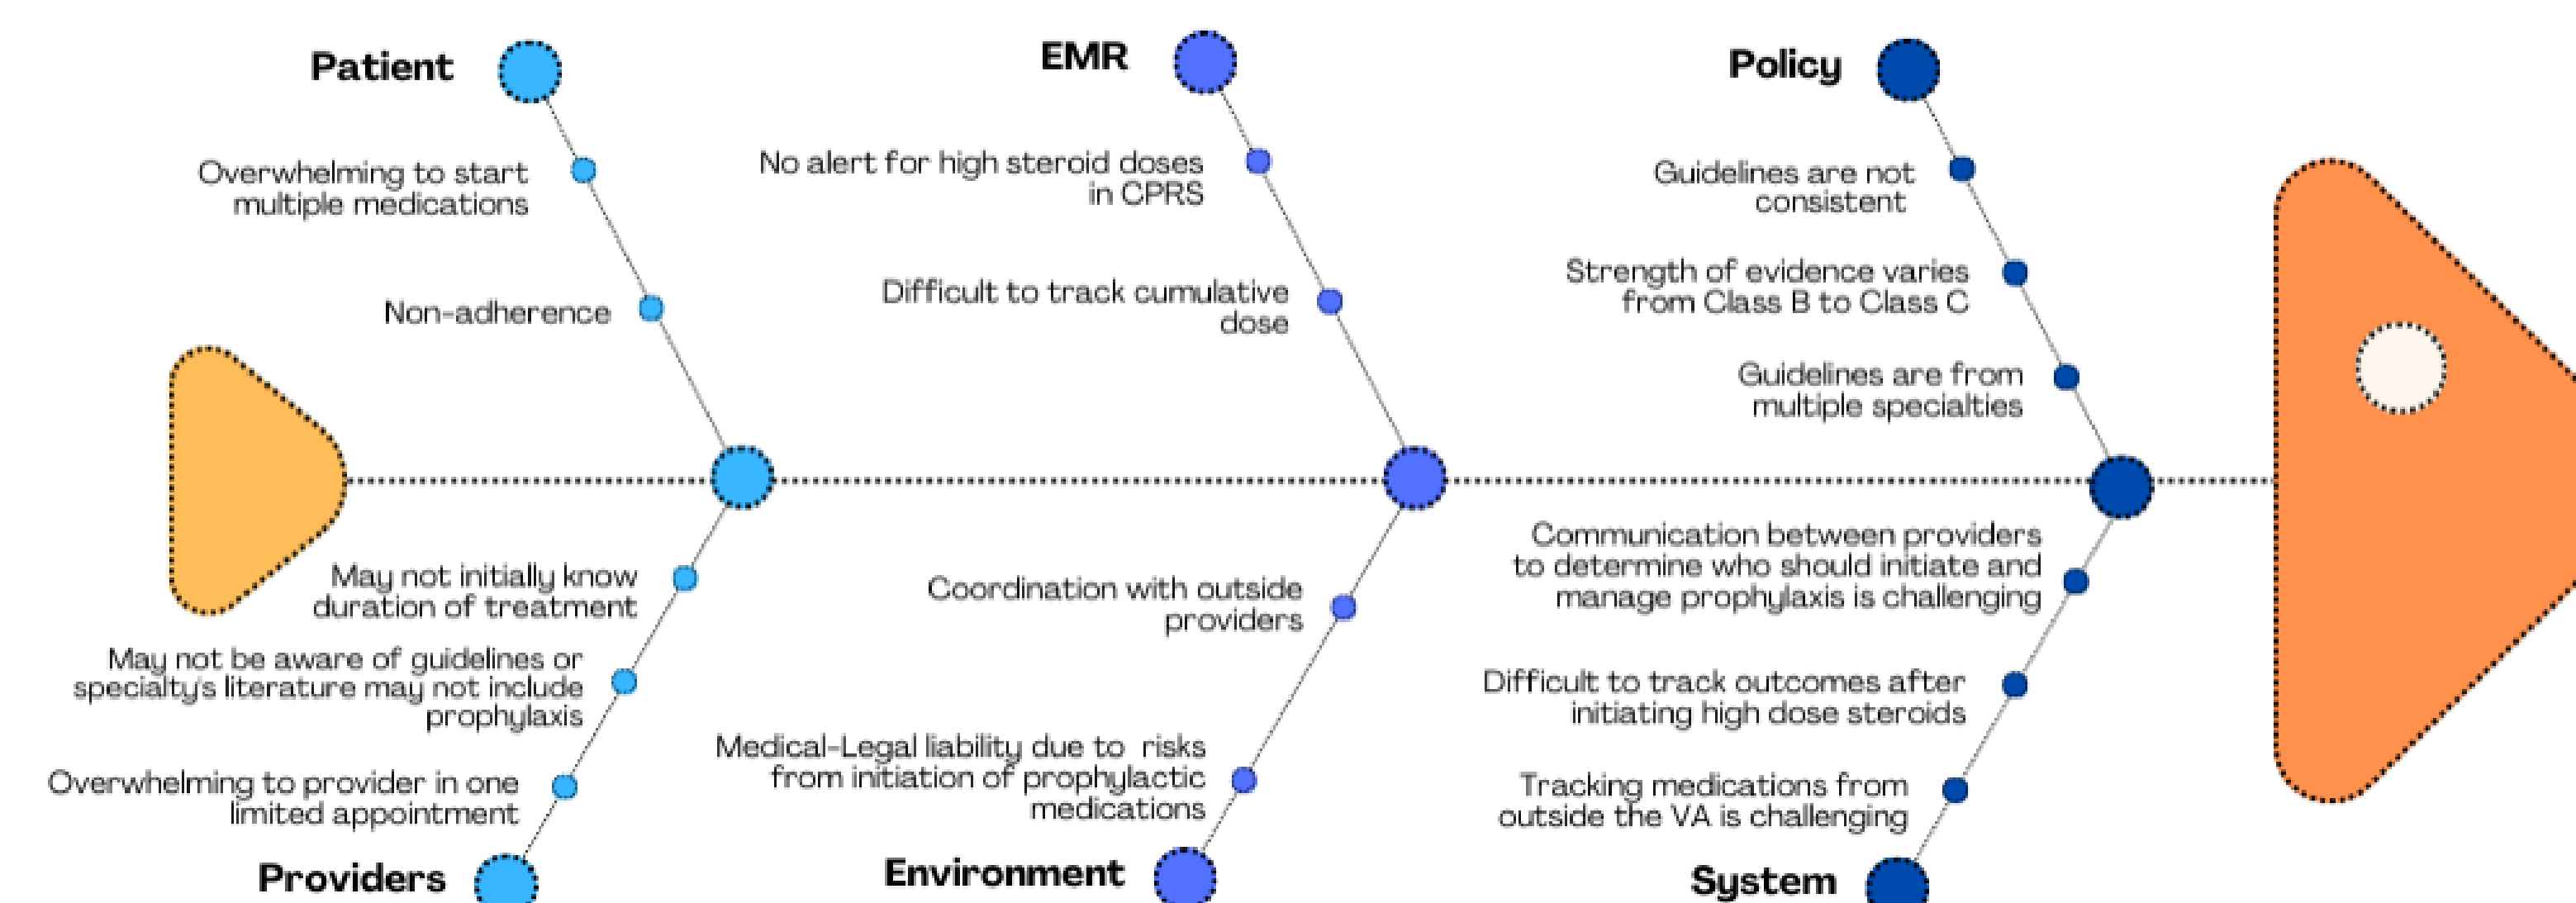 Patient
Overwhelming to start
multiple medications
Non-adherence
EMR
No alert for high steroid doses
in CPRS
Difficult to track cumulative
dose
Policy
Guidelines are not
consistent
Strength of evidence varies
from Class B to Class C
Guidelines are from
multiple specialties
May not initially know
duration of treatment
May not be aware of guidelines or
specialty's literature may not include
prophylaxis
Overwhelming to provider in one
limited appointment
Providers
Coordination with outside
providers
Medical-Legal liability due to risks
from initiation of prophylactic
medications
Environment
Communication between providers
to determine who should initiate and
manage prophylaxis is challenging
Difficult to track outcomes after
initiating high dose steroids
Tracking medications from
outside the VA is challenging
System